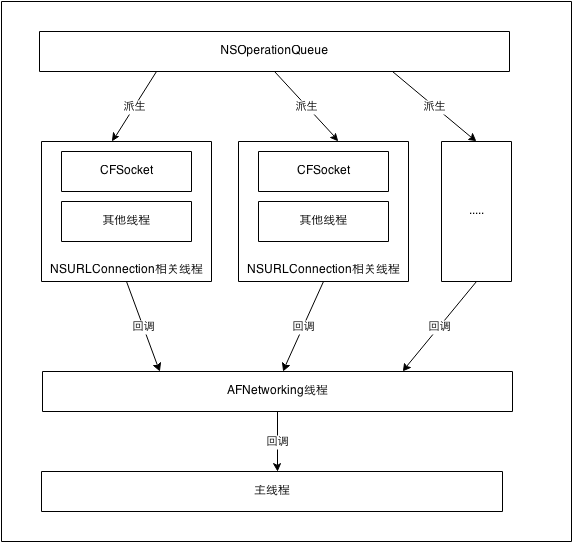 NSOperationQueue
派生
派生
派生
CFSocket
CFSocket
其他线程
其他线程
.....
NSURLConnection相关线程
NSURLConnection相关线程
回调
回调
回调
AFNetworking线程
回调
主线程